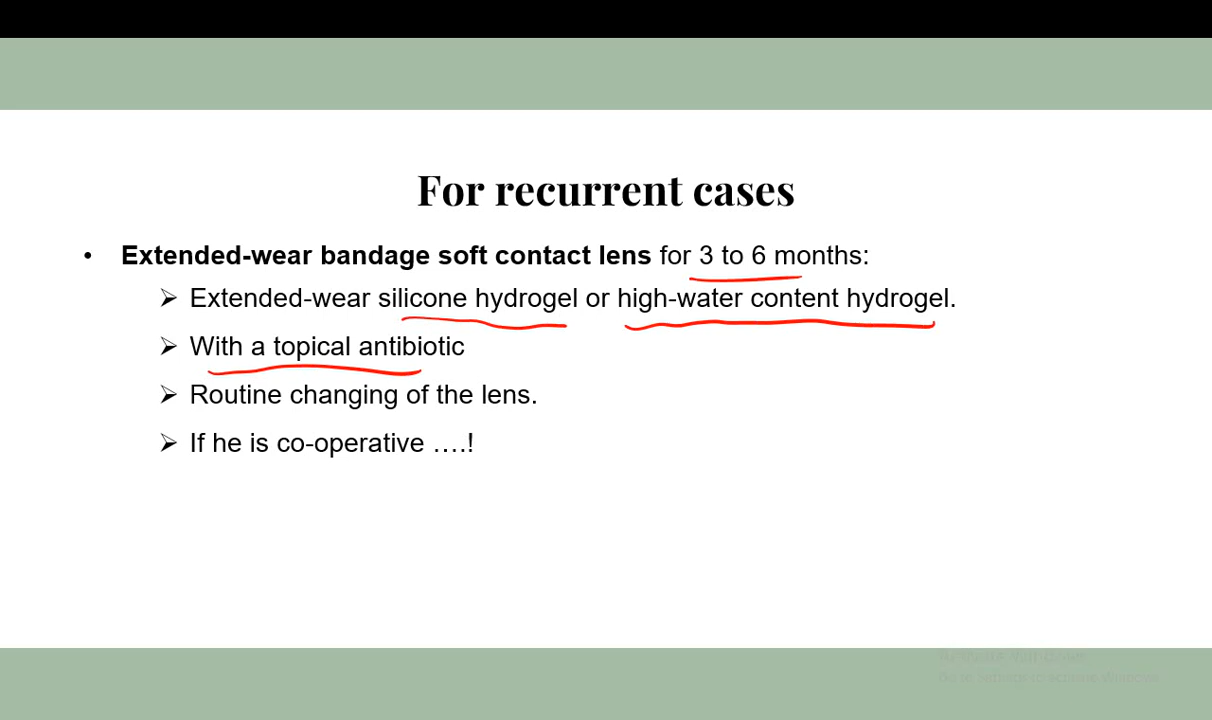 For recurrent cases
• Extended-wear bandage soft contact lens for 3 to 6 months:
➢ Extended-wear silicone hydrogel or high-water content hydrogel.
➢ With a topical antibiotic
➢ Routine changing of the lens.
➢ If he is co-operative ....!